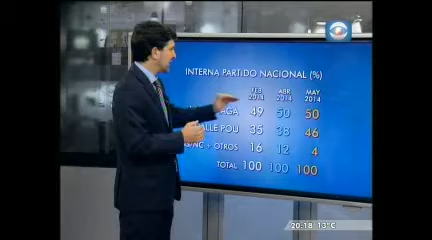 INTERNA PARTIDO NACIONAL (%)
FEB 2014 ABR 2014 MAY 2014
49 50 50
POU 35 38 46
+ OTROS 16 12 4
TOTAL 100 100 100
20:18 13°C